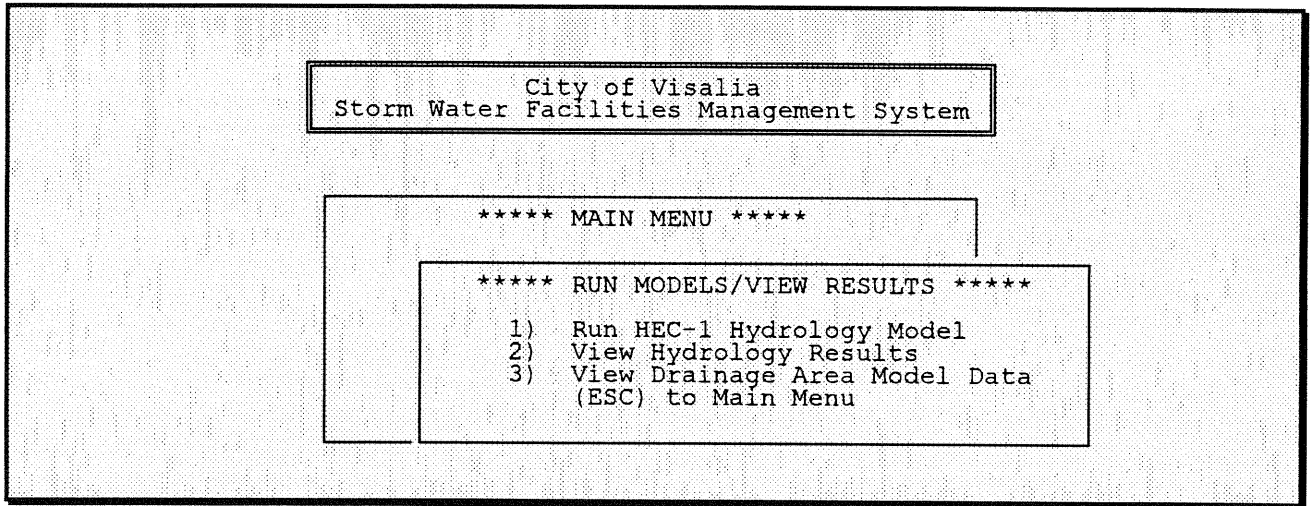 City of Visalia
Storm Water Facilities Management System
***** MAIN MENU *****
***** RUN MODELS/VIEW RESULTS *****
1) Run HEC-1 Hydrology Model
2) View Hydrology Results
3) View Drainage Area Model Data
(ESC) to Main Menu